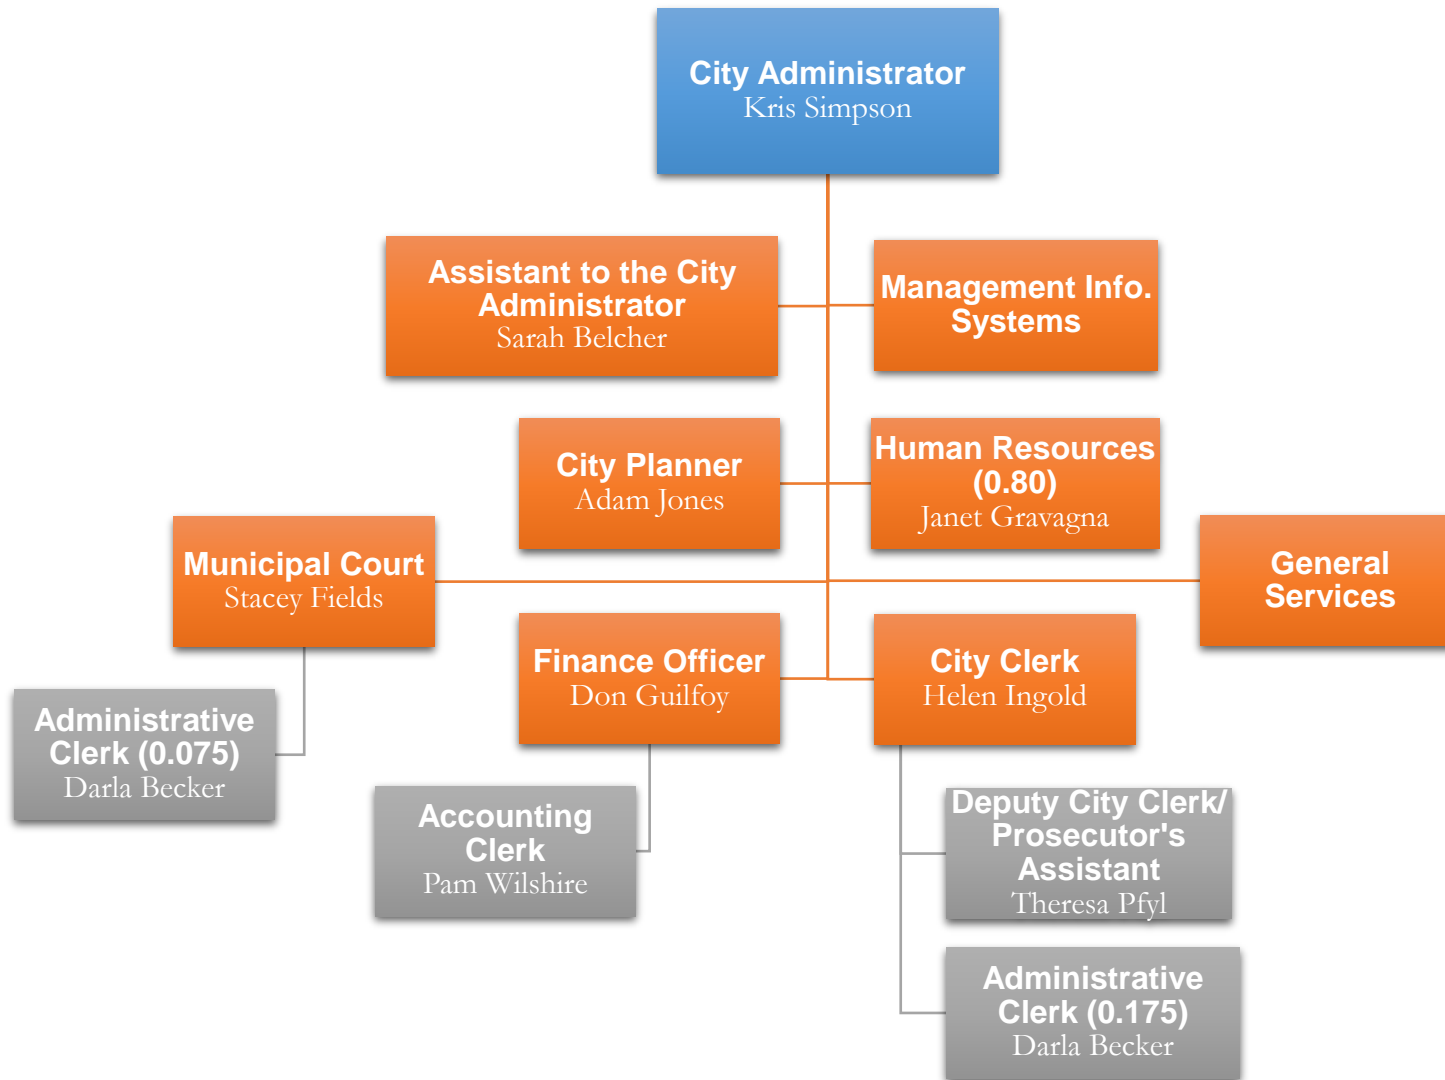 City Administrator
Kris Simpson
Assistant to the City
Administrator
Sarah Belcher
Management Info.
Systems
City Planner
Adam Jones
Human Resources
(0.80)
Janet Gravagna
Municipal Court
Stacey Fields
General
Services
Finance Officer
Don Guilfoy
City Clerk
Helen Ingold
Administrative
Clerk (0.075)
Darla Becker
Accounting
Clerk
Pam Wilshire
Deputy City Clerk/
Prosecutor's
Assistant
Theresa Pfyl
Administrative
Clerk (0.175)
Darla Becker